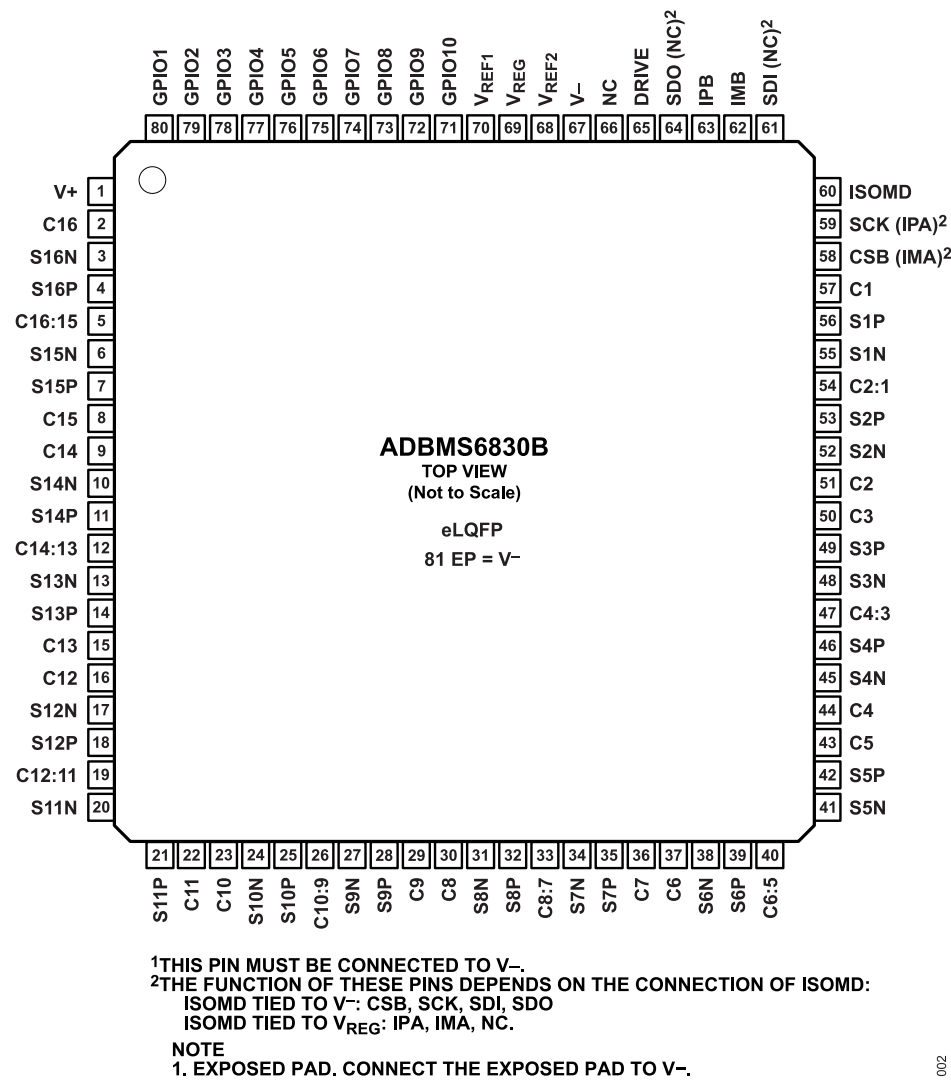 GPIO1
GPIO2
GPIO3
GPIO4
GPIO5
GPIO6
GPIO7
GPIO8
GPIO9
GPIO10
VREF1
VREG
VREF2
V–
NC
DRIVE
SDO (NC)2
IPB
IMB
SDI (NC)2
80 79 78 77 76 75 74 73 72 71 70 69 68 67 66 65 64 63 62 61
V+ 1
C16 2
S16N 3
S16P 4
C16:15 5
S15N 6
S15P 7
C15 8
C14 9
S14N 10
S14P 11
C14:13 12
S13N 13
S13P 14
C13 15
C12 16
S12N 17
S12P 18
C12:11 19
S11N 20
ADBMS6830B
TOP VIEW
(Not to Scale)
eLQFP
81 EP = V–
60 ISOMD
59 SCK (IPA)2
58 CSB (IMA)2
57 C1
56 S1P
55 S1N
54 C2:1
53 S2P
52 S2N
51 C2
50 C3
49 S3P
48 S3N
47 C4:3
46 S4P
45 S4N
44 C4
43 C5
42 S5P
41 S5N
21 22 23 24 25 26 27 28 29 30 31 32 33 34 35 36 37 38 39 40
S11P
C11
C10
S10N
S10P
C10:9
S9N
S9P
C9
C8
S8N
S8P
C8:7
S7N
S7P
C7
C6
S6N
S6P
C6:5
1THIS PIN MUST BE CONNECTED TO V–.
2THE FUNCTION OF THESE PINS DEPENDS ON THE CONNECTION OF ISOMD:
ISOMD TIED TO V–: CSB, SCK, SDI, SDO
ISOMD TIED TO VREG: IPA, IMA, NC.
NOTE
1. EXPOSED PAD. CONNECT THE EXPOSED PAD TO V–.
002